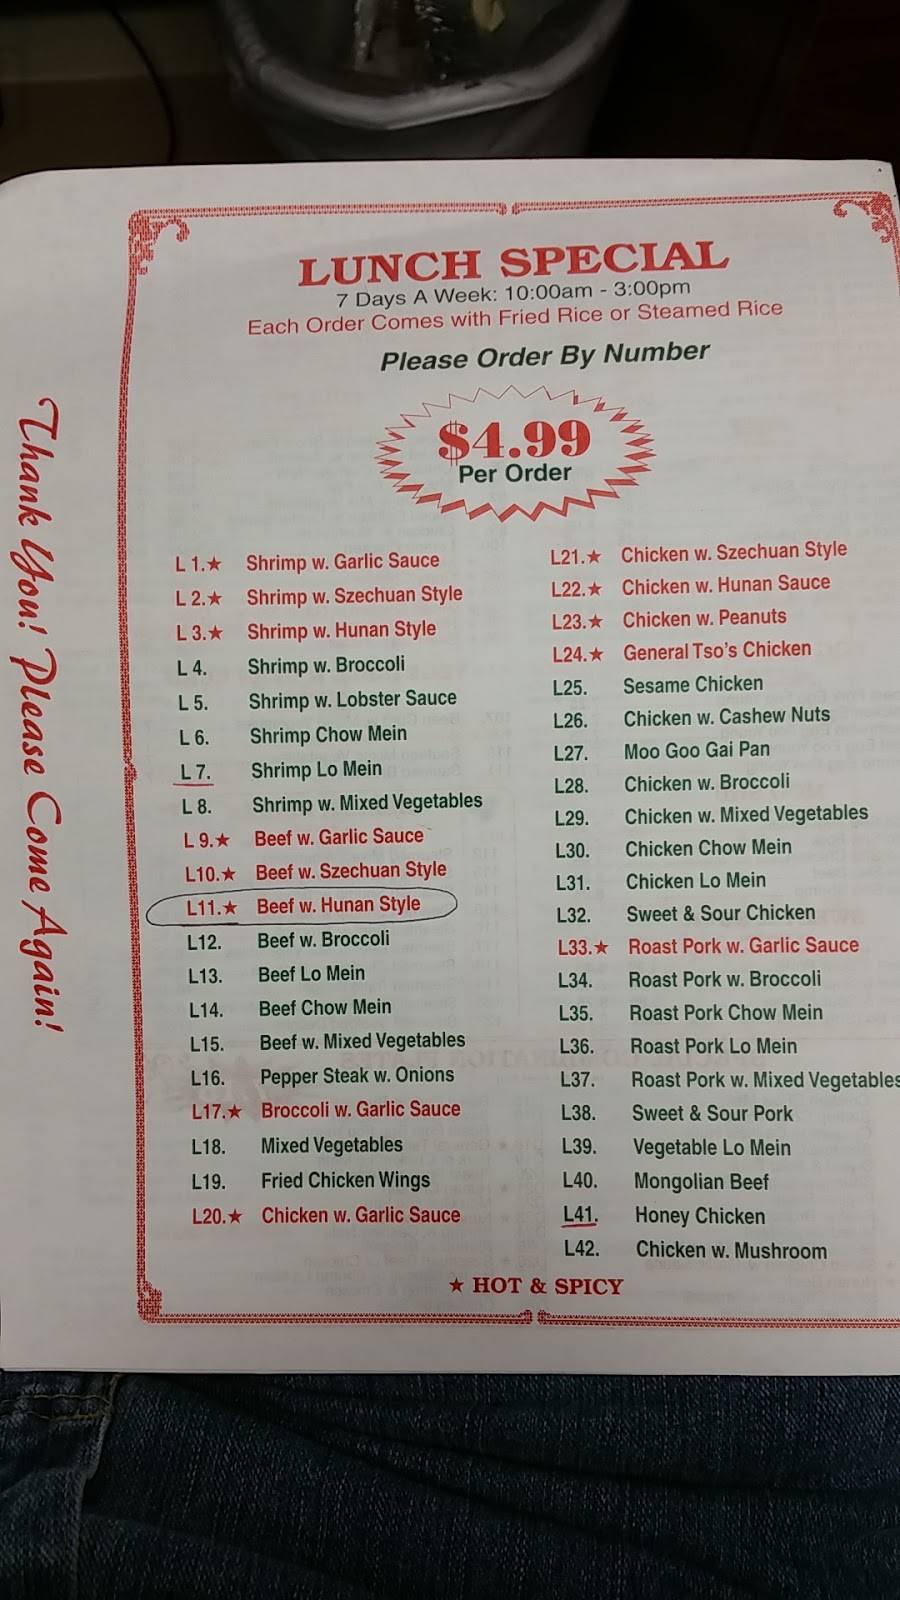 LUNCH SPECIAL
7 Days A Week: 10:00am - 3:00pm
Each Order Comes with Fried Rice or Steamed Rice
Please Order By Number
$4.99
Per Order
L 1.★ Shrimp w. Garlic Sauce
L 2.★ Shrimp w. Szechuan Style
L 3.★ Shrimp w. Hunan Style
L 4. Shrimp w. Broccoli
L 5. Shrimp w. Lobster Sauce
L 6. Shrimp Chow Mein
L 7. Shrimp Lo Mein
L 8. Shrimp w. Mixed Vegetables
L 9.★ Beef w. Garlic Sauce
L10.★ Beef w. Szechuan Style
L11.★ Beef w. Hunan Style
L12. Beef w. Broccoli
L13. Beef Lo Mein
L14. Beef Chow Mein
L15. Beef w. Mixed Vegetables
L16. Pepper Steak w. Onions
L17.★ Broccoli w. Garlic Sauce
L18. Mixed Vegetables
L19. Fried Chicken Wings
L20.★ Chicken w. Garlic Sauce
L21.★ Chicken w. Szechuan Style
L22.★ Chicken w. Hunan Sauce
L23.★ Chicken w. Peanuts
L24.★ General Tso's Chicken
L25. Sesame Chicken
L26. Chicken w. Cashew Nuts
L27. Moo Goo Gai Pan
L28. Chicken w. Broccoli
L29. Chicken w. Mixed Vegetables
L30. Chicken Chow Mein
L31. Chicken Lo Mein
L32. Sweet & Sour Chicken
L33.★ Roast Pork w. Garlic Sauce
L34. Roast Pork w. Broccoli
L35. Roast Pork Chow Mein
L36. Roast Pork Lo Mein
L37. Roast Pork w. Mixed Vegetables
L38. Sweet & Sour Pork
L39. Vegetable Lo Mein
L40. Mongolian Beef
L41. Honey Chicken
L42. Chicken w. Mushroom
★ HOT & SPICY
Thank You! Please Come Again!